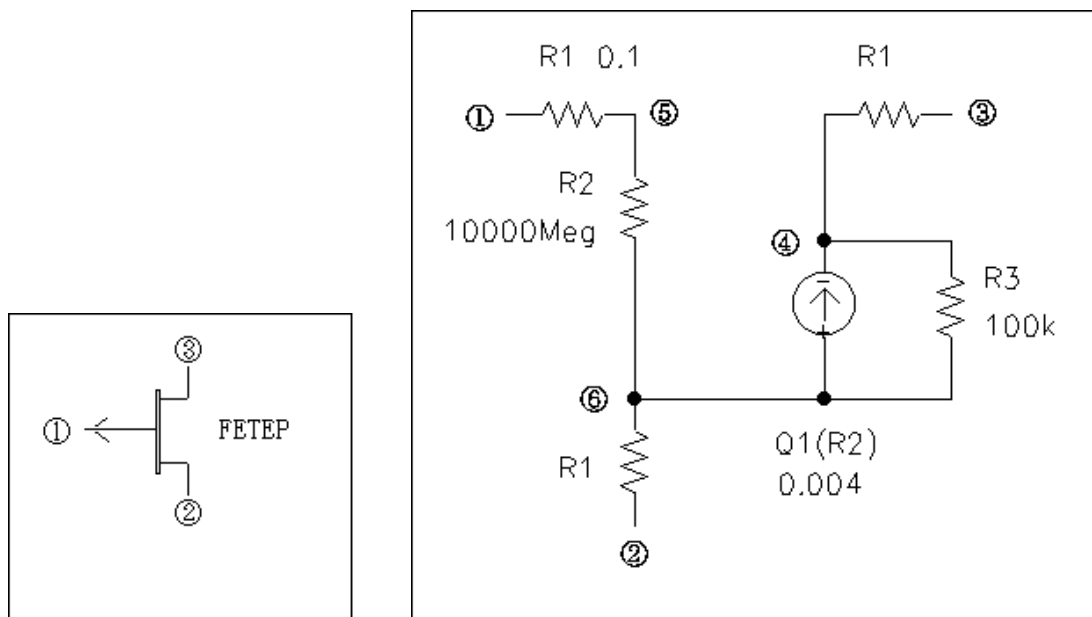 R1 0.1
R1
① ⑤ ③
R2
10000Meg
④
R3
100k
⑥
Q1(R2)
0.004
R1
②
③
① FETEP
②